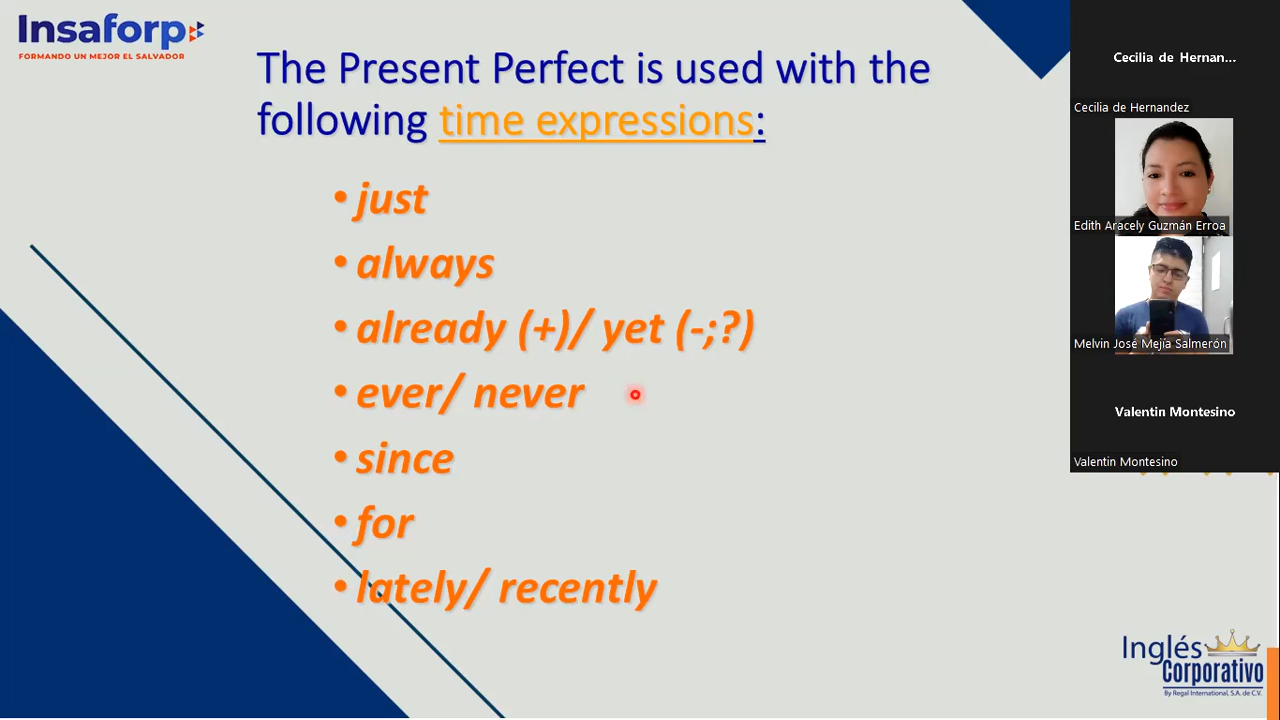 Insaforp
FORMANDO UN MEJOR EL SALVADOR
The Present Perfect is used with the
following time expressions:
• just
• always
• already (+)/ yet (-;?)
• ever/ never
• since
• for
• lately/ recently
Cecilia de Hernan...
Cecilia de Hernandez
Edith Aracely Guzmán Erroa
Melvin José Mejía Salmerón
Valentin Montesino
Valentin Montesino
Inglés
Corporativo
By Regal International, S.A. de C.V.